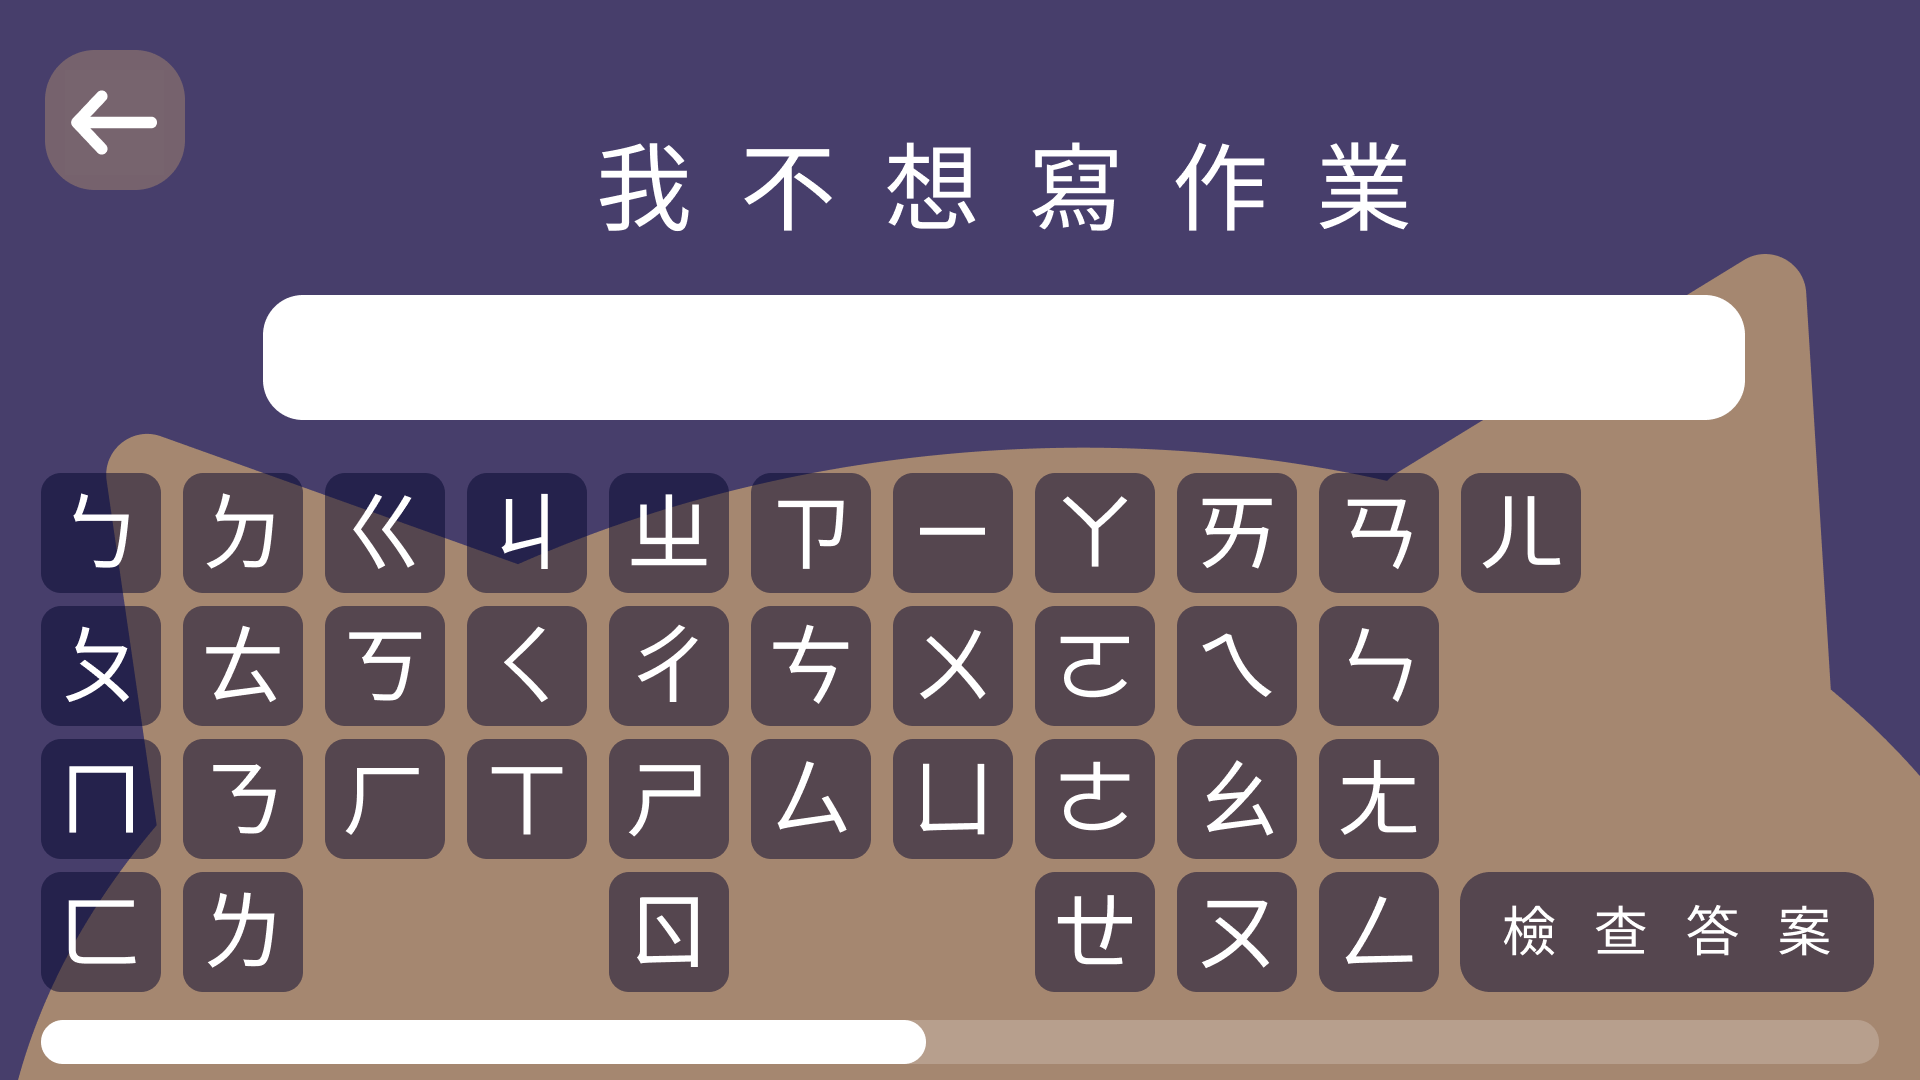 我不想寫作業
ㄅ ㄉ ㄍ ㄐ ㄓ ㄗ ㄧ ㄚ ㄞ ㄢ ㄦ
ㄆ ㄊ ㄎ ㄑ ㄔ ㄘ ㄨ ㄛ ㄟ ㄣ
ㄇ ㄋ ㄏ ㄒ ㄕ ㄙ ㄩ ㄜ ㄠ ㄤ
ㄈ ㄌ ㄖ ㄝ ㄡ ㄥ 檢查答案